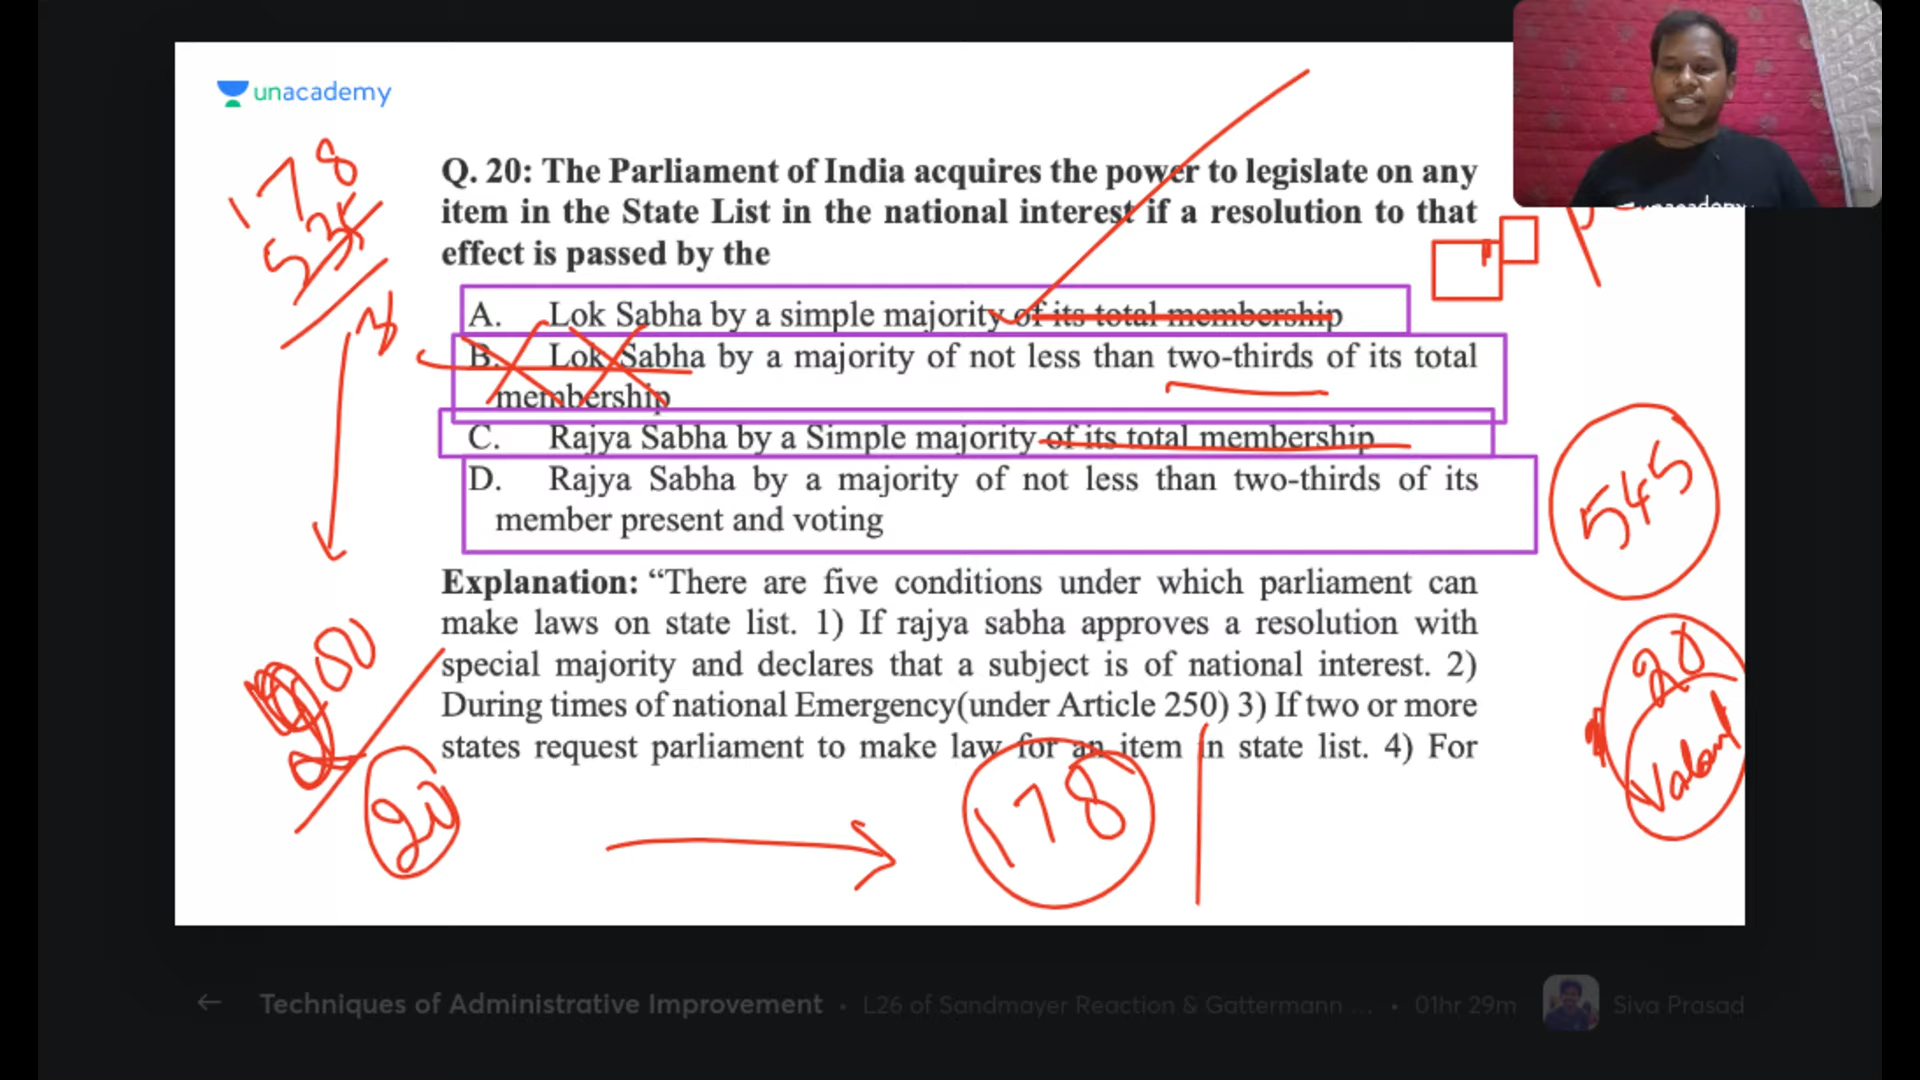 unacademy
178
Q. 20: The Parliament of India acquires the power to legislate on any
item in the State List in the national interest if a resolution to that
effect is passed by the
A. Lok Sabha by a simple majority of its total membership
B. Lok Sabha by a majority of not less than two-thirds of its total
membership
C. Rajya Sabha by a Simple majority of its total membership
D. Rajya Sabha by a majority of not less than two-thirds of its
member present and voting
545
Explanation: “There are five conditions under which parliament can
make laws on state list. 1) If rajya sabha approves a resolution with
special majority and declares that a subject is of national interest. 2)
During times of national Emergency(under Article 250) 3) If two or more
states request parliament to make law for an item in state list. 4) For
20
178
20
Techniques of Administrative Improvement • L26 of Sandmayer Reaction & Gattermann ... • 01hr 29m Siva Prasad